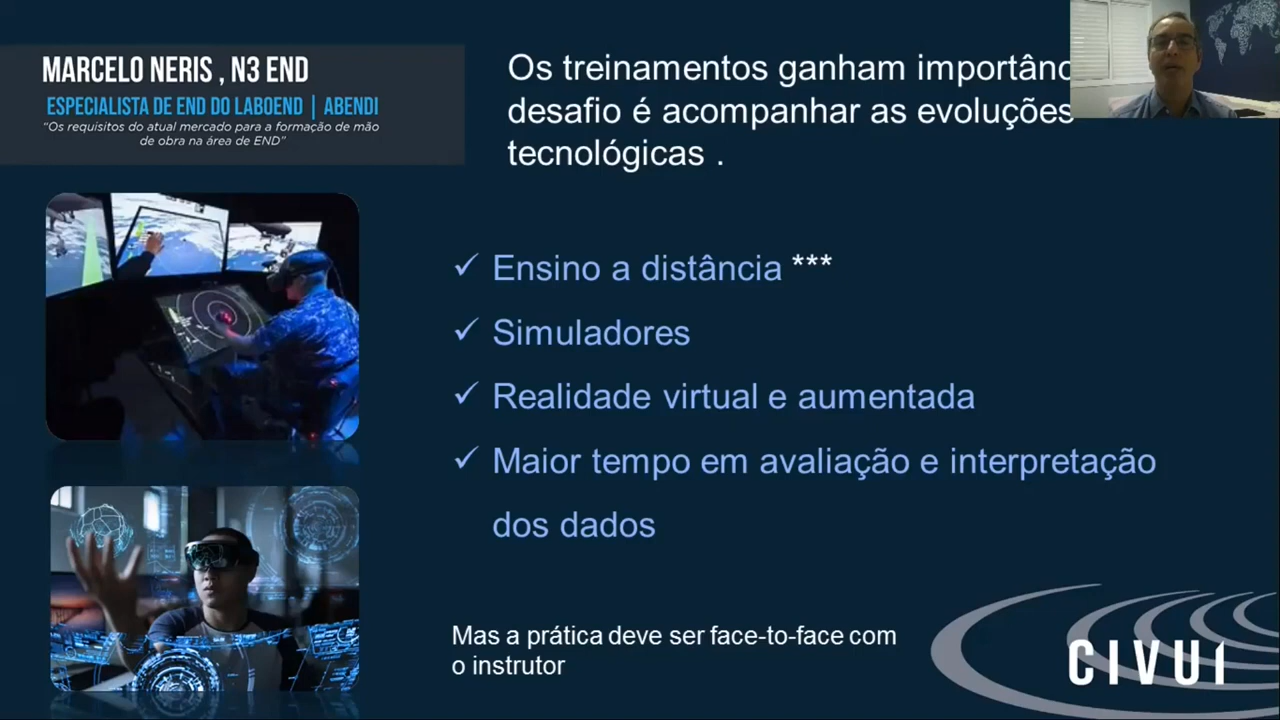 MARCELO NERIS , N3 END
ESPECIALISTA DE END DO LABOEND | ABENDI
“Os requisitos do atual mercado para a formação de mão
de obra na área de END”
Os treinamentos ganham
desafio é acompanhar as evoluções
tecnológicas .
✓ Ensino a distância ***
✓ Simuladores
✓ Realidade virtual e aumentada
✓ Maior tempo em avaliação e interpretação
dos dados
Mas a prática deve ser face-to-face com
o instrutor